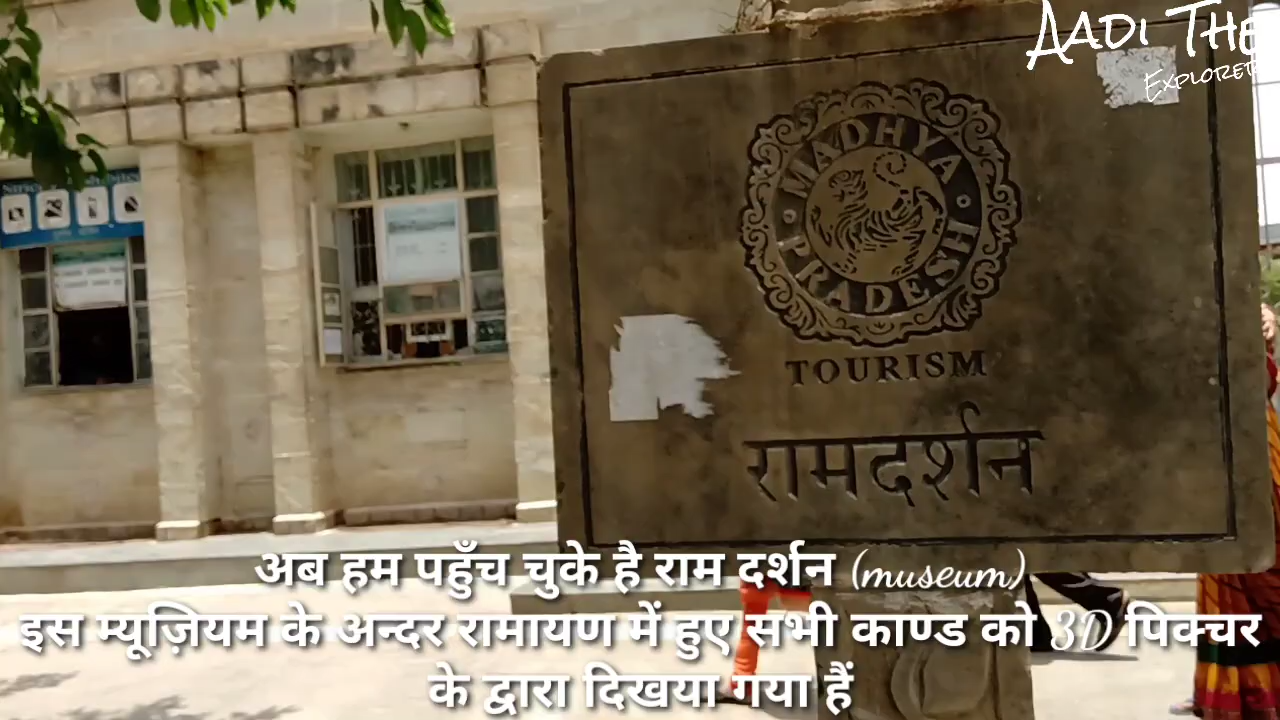 AADI THE
EXPLORER
MADHYA
PRADESH
TOURISM
रामदर्शन
अब हम पहुँच चुके है राम दर्शन (museum)
इस म्यूज़ियम के अन्दर रामायण में हुए सभी काण्ड को 3D पिक्चर
के द्वारा दिखया गया हैं